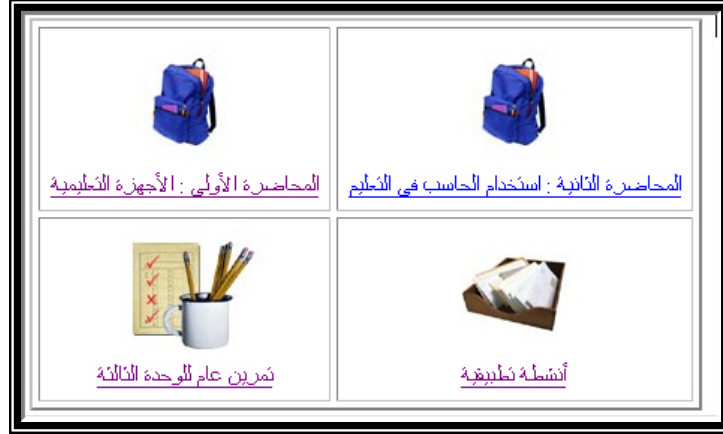 المحاضرة الثانية : استخدام الحاسب في التعليم
المحاضرة الأولى : الأجهزة التعليمية
أنشطة تطبيقية
تمرين عام للوحدة الثالثة